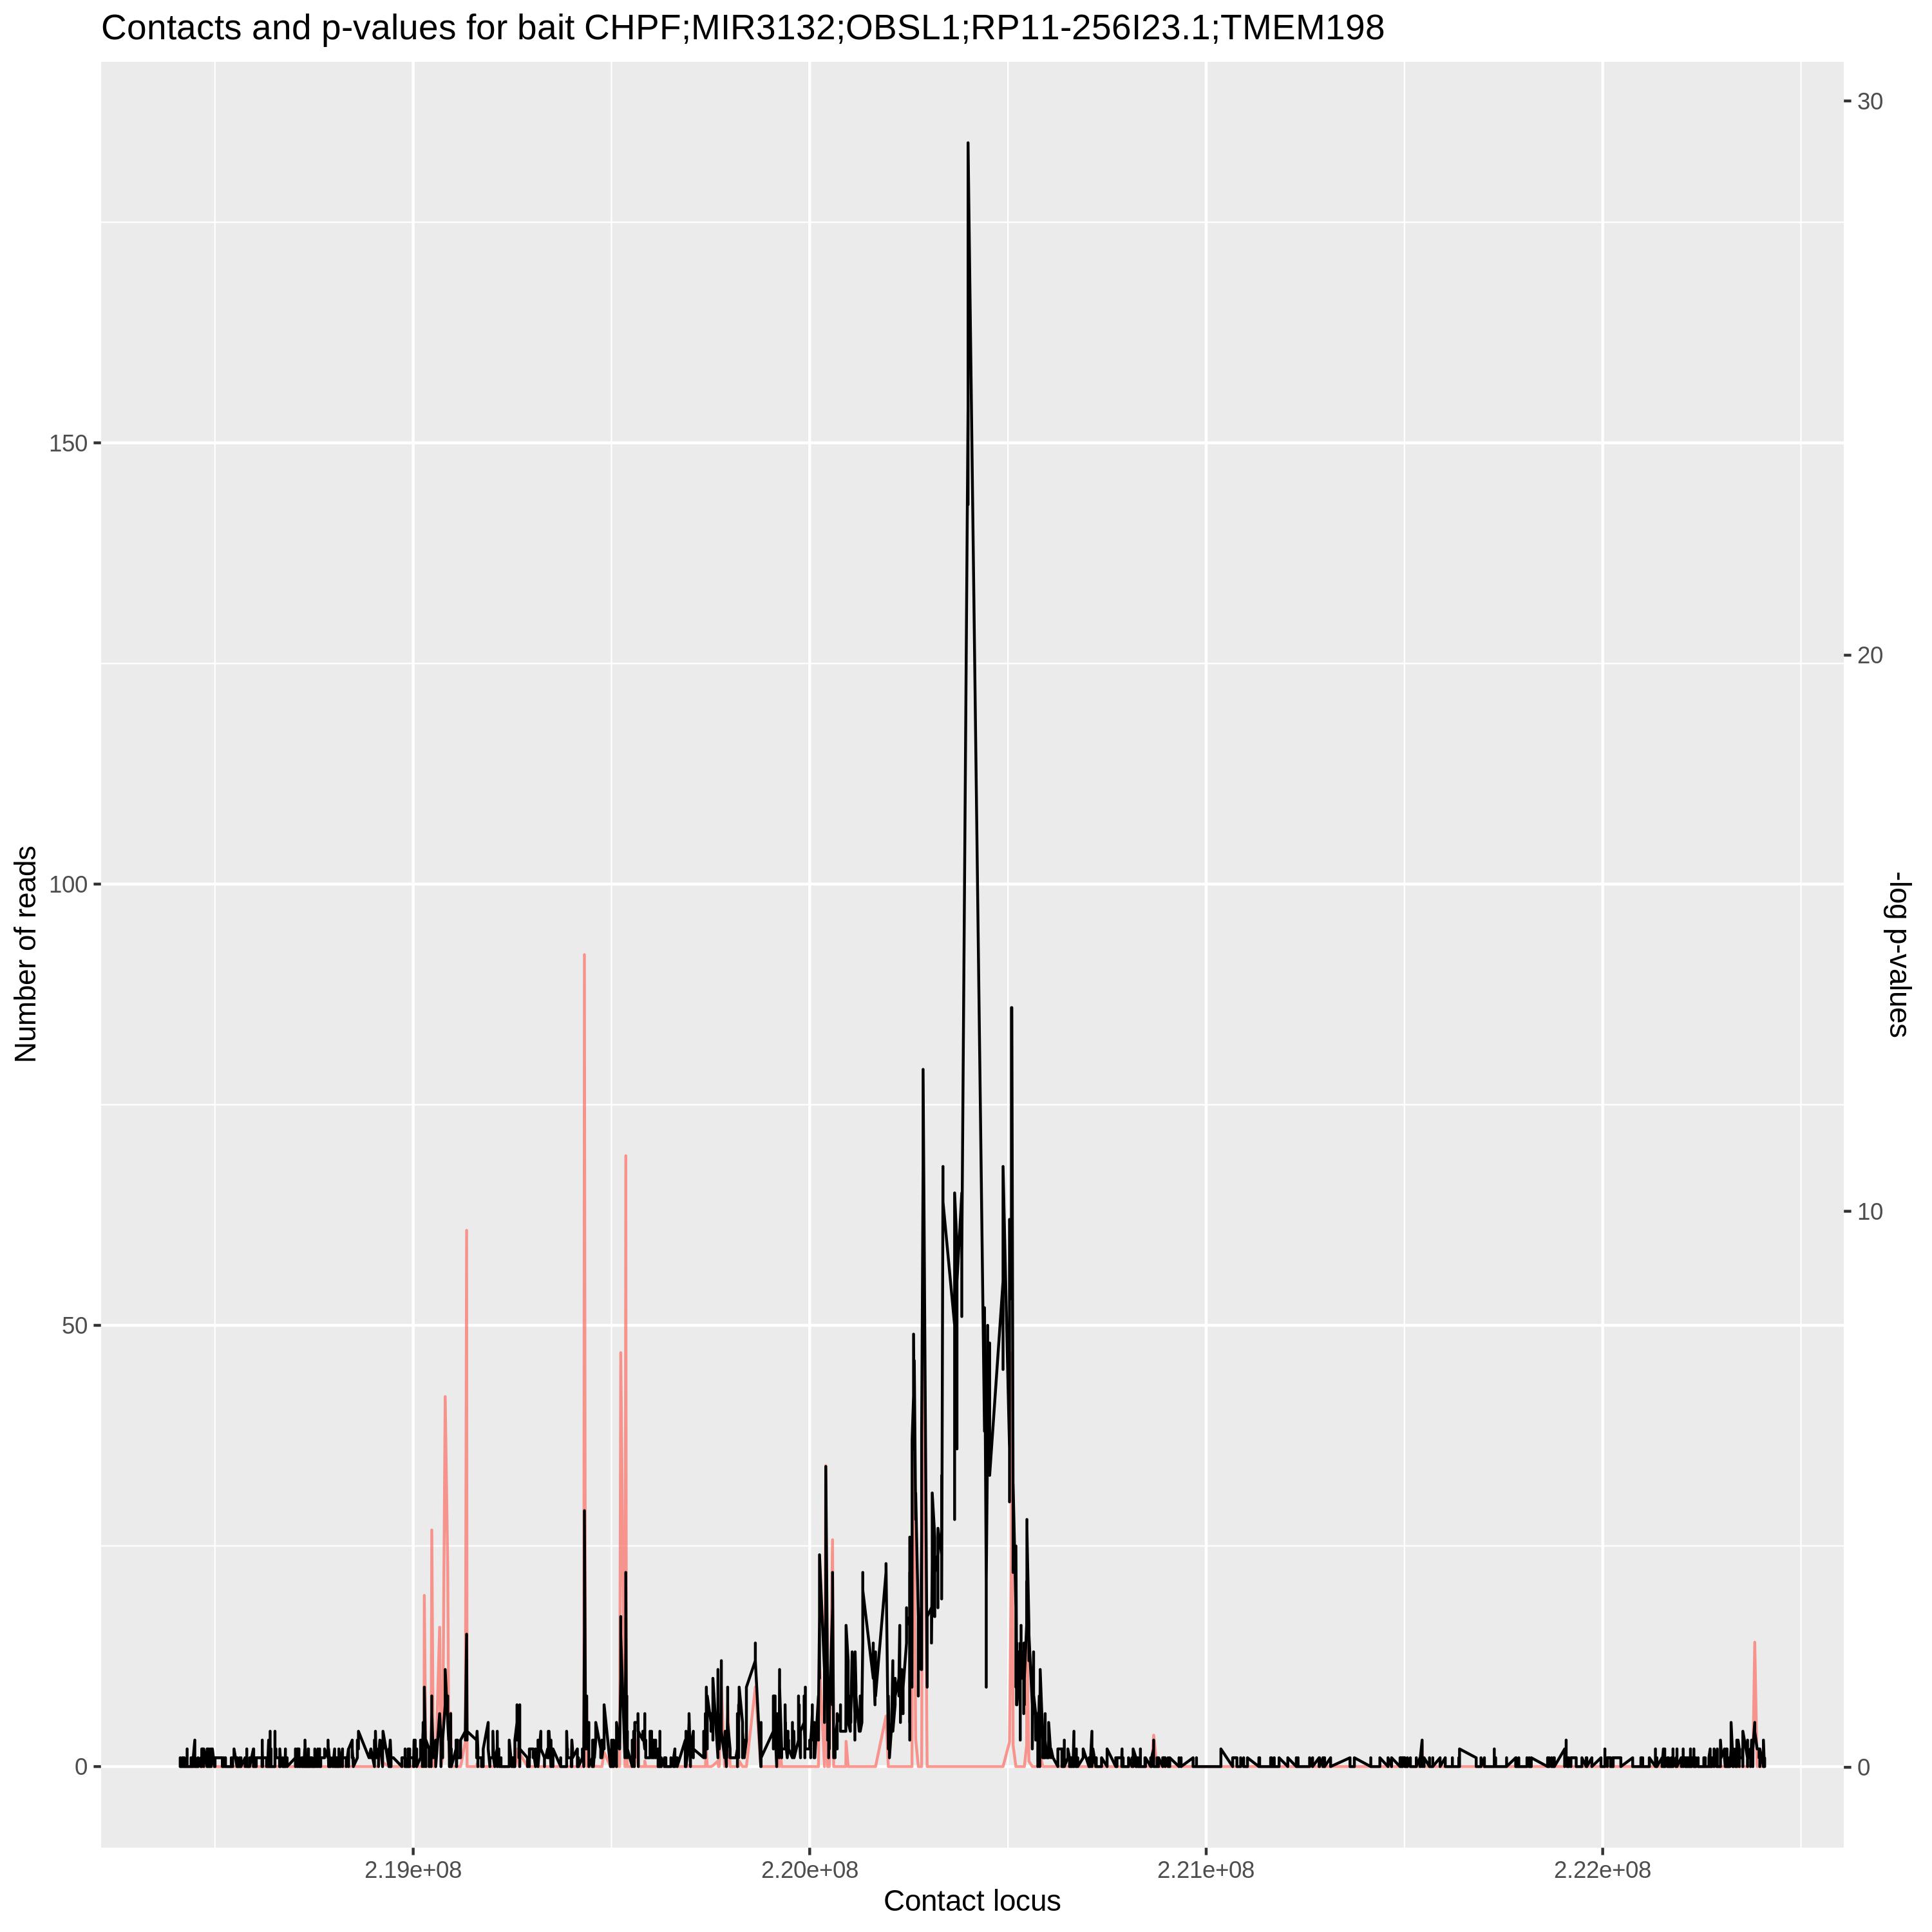 Contacts and p-values for bait CHPF;MIR3132;OBSL1;RP11-256I23.1;TMEM198
30
150
20
100
Number of reads
-log p-values
10
50
0
0
2.19e+08
2.20e+08
2.21e+08
2.22e+08
Contact locus